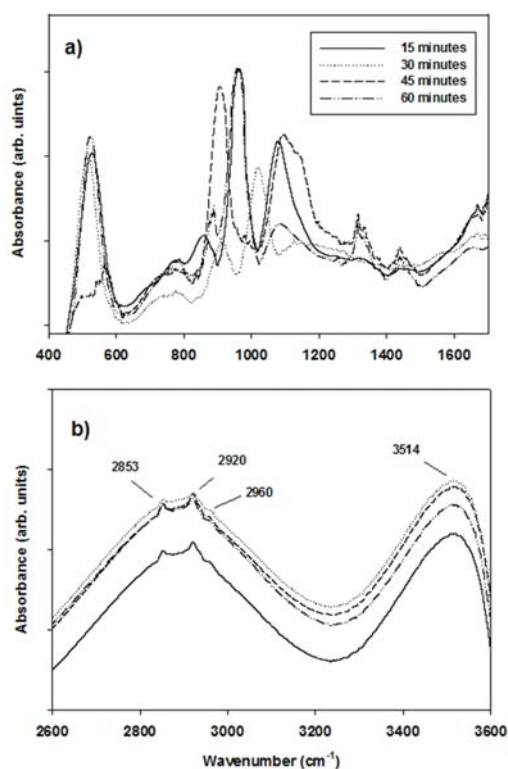 a)
15 minutes
30 minutes
45 minutes
60 minutes
Absorbance (arb. uints)
400 600 800 1000 1200 1400 1600
b)
2853
2920
2960
3514
Absorbance (arb. units)
2600 2800 3000 3200 3400 3600
Wavenumber (cm⁻¹)